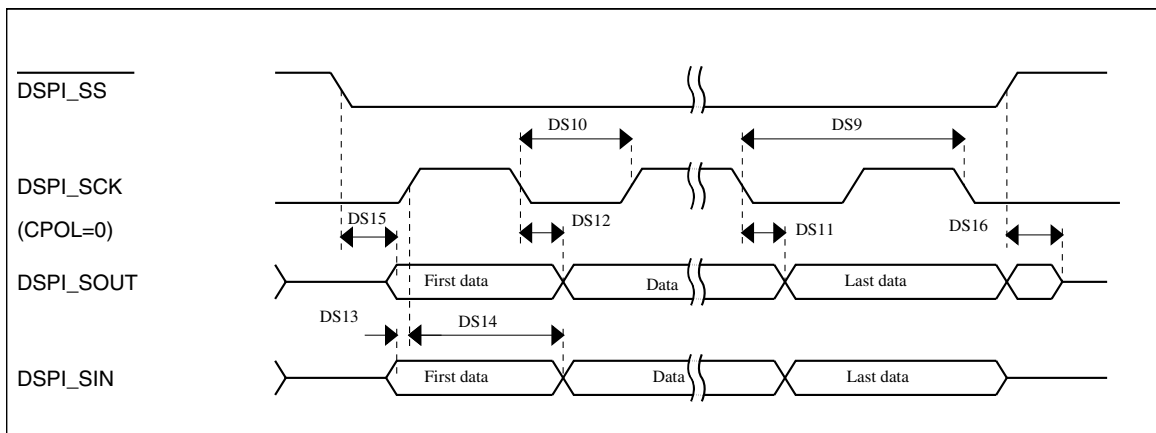 DSPI_SS
DS10
DS9
DSPI_SCK
(CPOL=0)
DS15
DS12
DS11
DS16
DSPI_SOUT
First data
Data
Last data
DS13
DS14
DSPI_SIN
First data
Data
Last data